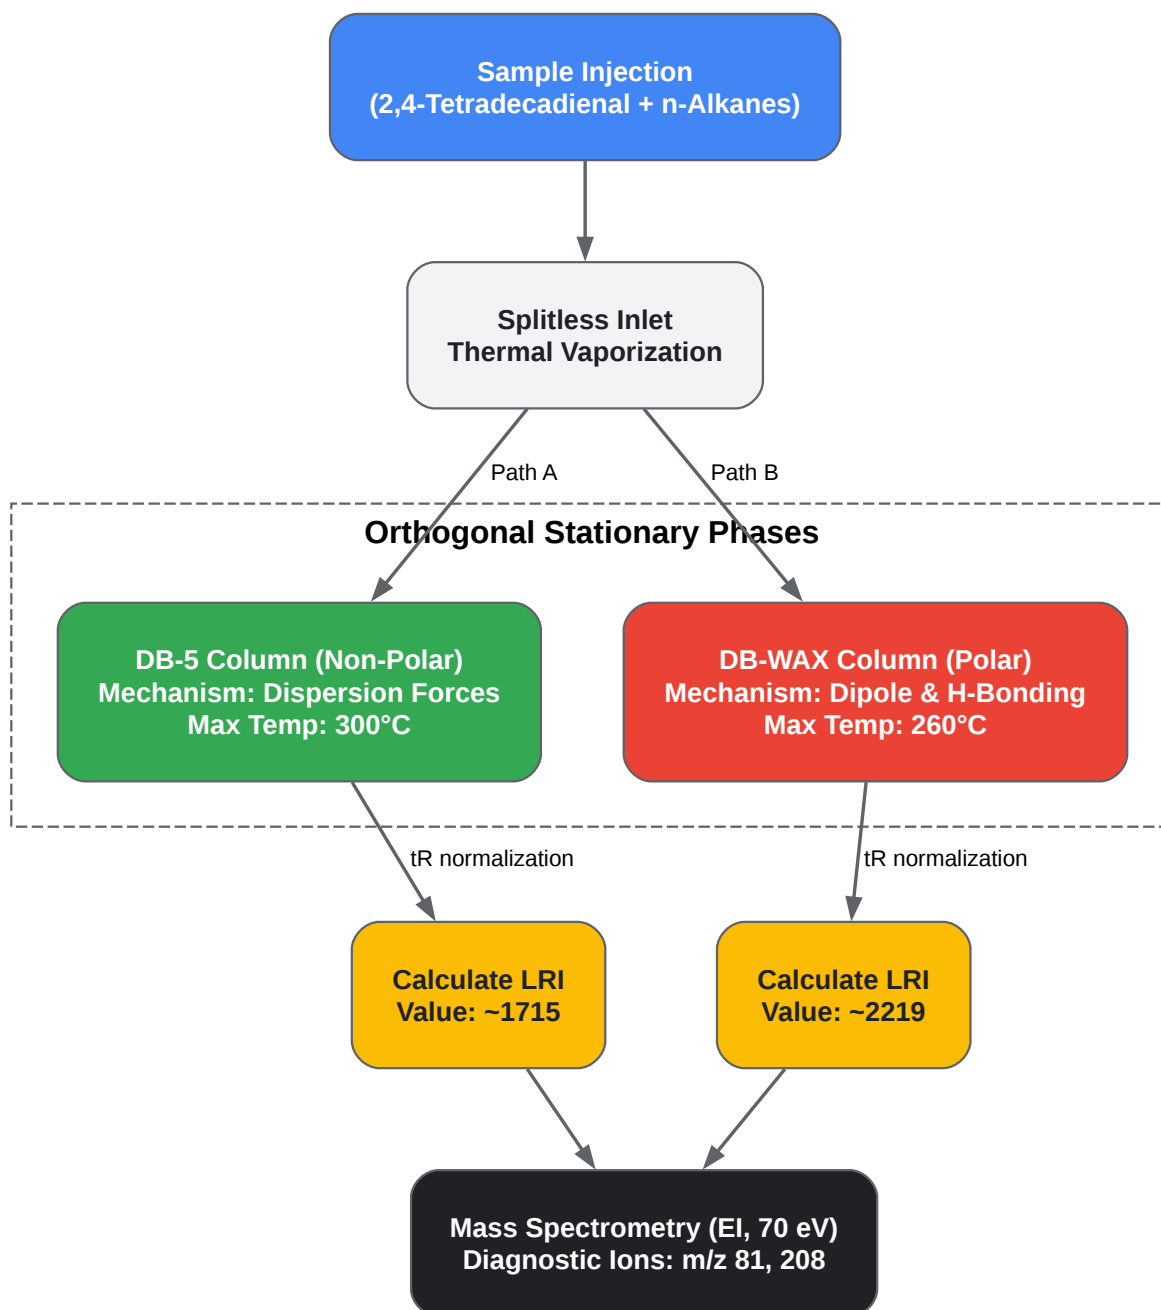 Sample Injection
(2,4-Tetradecadienal + n-Alkanes)
Splitless Inlet
Thermal Vaporization
Path A
Path B
Orthogonal Stationary Phases
DB-5 Column (Non-Polar)
Mechanism: Dispersion Forces
Max Temp: 300°C
DB-WAX Column (Polar)
Mechanism: Dipole & H-Bonding
Max Temp: 260°C
tR normalization
tR normalization
Calculate LRI
Value: ~1715
Calculate LRI
Value: ~2219
Mass Spectrometry (EI, 70 eV)
Diagnostic Ions: m/z 81, 208